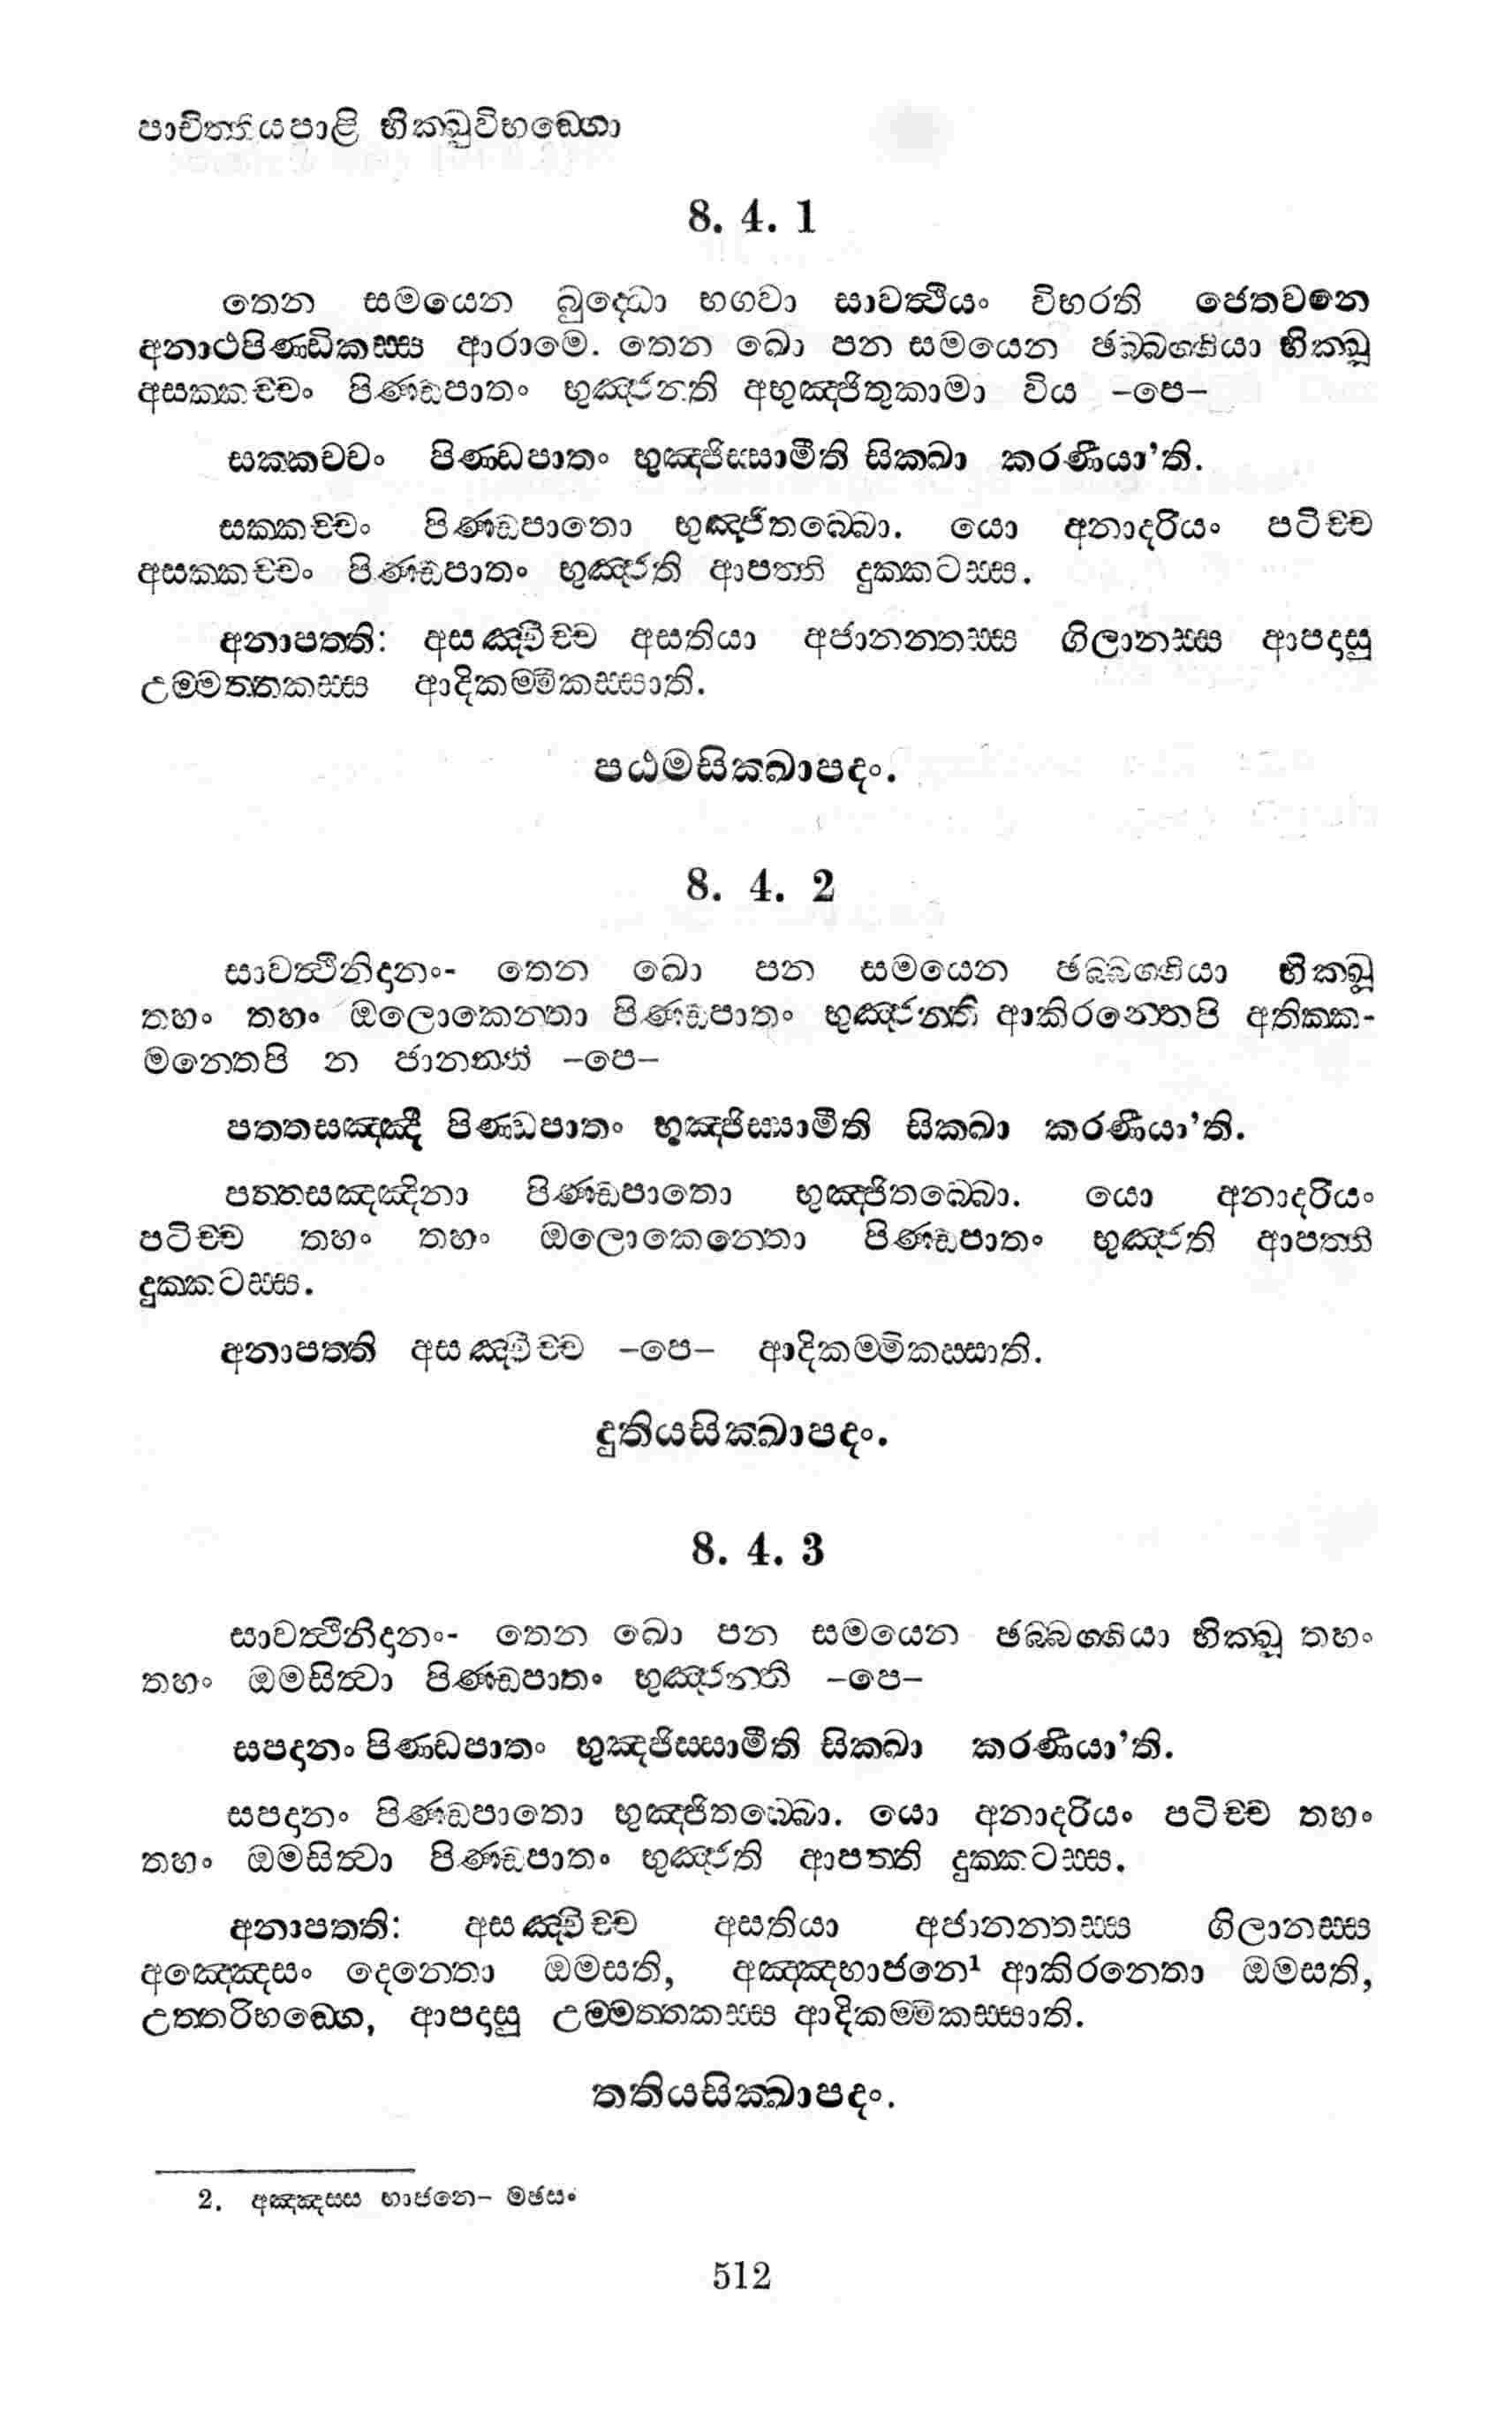 පාචිත්තියපාළි භික්ඛුවිභඞ්ගො
8. 4. 1
තෙන සමයෙන බුද්ධො භගවා සාවත්ථියං විහරති ජෙතවනෙ
අනාථපිණ්ඩිකස්ස ආරාමෙ. තෙන ඛො පන සමයෙන ඡබ්බග්ගියා භික්ඛූ
අසක්කච්චං පිණ්ඩපාතං භුඤ්ජන්ති අභුඤ්ජිතුකාමා විය –පෙ–
සක්කච්චං පිණ්ඩපාතං භුඤ්ජිස්සාමීති සික්ඛා කරණීයා’ති.
සක්කච්චං පිණ්ඩපාතො භුඤ්ජිතබ්බො. යො අනාදරියං පටිච්ච
අසක්කච්චං පිණ්ඩපාතං භුඤ්ජති ආපත්ති දුක්කටස්ස.
අනාපත්ති: අසඤ්චිච්ච අසතියා අජානන්තස්ස ගිලානස්ස ආපදාසු
උම්මත්තකස්ස ආදිකම්මිකස්සාති.
පඨමසික්ඛාපදං.
8. 4. 2
සාවත්ථිනිදානං- තෙන ඛො පන සමයෙන ඡබ්බග්ගියා භික්ඛූ
තහං තහං ඔලොකෙන්තා පිණ්ඩපාතං භුඤ්ජන්ති ආකිරන්තෙපි අතික්ක-
මන්තෙපි න ජානන්ති –පෙ–
පත්තසඤ්ඤී පිණ්ඩපාතං භුඤ්ජිස්සාමීති සික්ඛා කරණීයා’ති.
පත්තසඤ්ඤිනා පිණ්ඩපාතො භුඤ්ජිතබ්බො. යො අනාදරියං
පටිච්ච තහං තහං ඔලොකෙන්තො පිණ්ඩපාතං භුඤ්ජති ආපත්ති
දුක්කටස්ස.
අනාපත්ති අසඤ්චිච්ච –පෙ– ආදිකම්මිකස්සාති.
දුතියසික්ඛාපදං.
8. 4. 3
සාවත්ථිනිදානං- තෙන ඛො පන සමයෙන ඡබ්බග්ගියා භික්ඛූ තහං
තහං ඔමසිත්වා පිණ්ඩපාතං භුඤ්ජන්ති –පෙ–
සපදානං පිණ්ඩපාතං භුඤ්ජිස්සාමීති සික්ඛා කරණීයා’ති.
සපදානං පිණ්ඩපාතො භුඤ්ජිතබ්බො. යො අනාදරියං පටිච්ච තහං
තහං ඔමසිත්වා පිණ්ඩපාතං භුඤ්ජති ආපත්ති දුක්කටස්ස.
අනාපත්ති: අසඤ්චිච්ච අසතියා අජානන්තස්ස ගිලානස්ස
අඤ්ඤෙසං දෙන්තො ඔමසති, අඤ්ඤභාජනෙ¹ ආකිරන්තො ඔමසති,
උත්තරිභඞ්ගෙ, ආපදාසු උම්මත්තකස්ස ආදිකම්මිකස්සාති.
තතියසික්ඛාපදං.
2. අඤ්ඤස්ස භාජනෙ– මඡසං
512